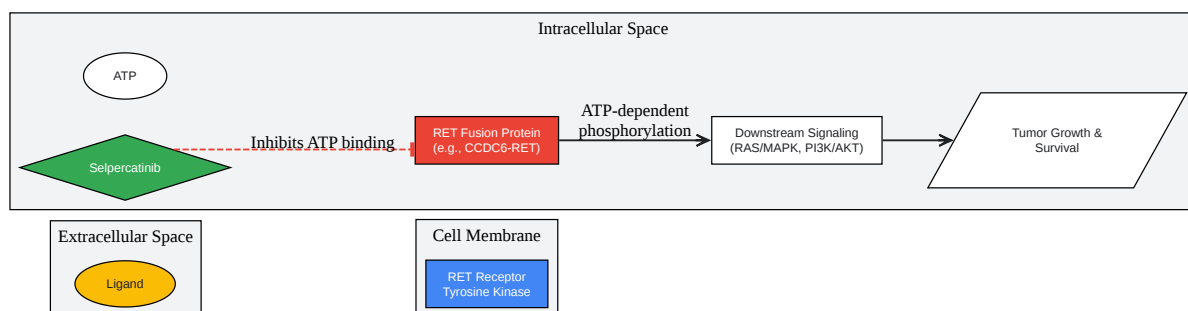 Intracellular Space
ATP
Selpercatinib
Inhibits ATP binding
RET Fusion Protein
(e.g., CCDC6-RET)
ATP-dependent
phosphorylation
Downstream Signaling
(RAS/MAPK, PI3K/AKT)
Tumor Growth &
Survival
Extracellular Space
Ligand
Cell Membrane
RET Receptor
Tyrosine Kinase